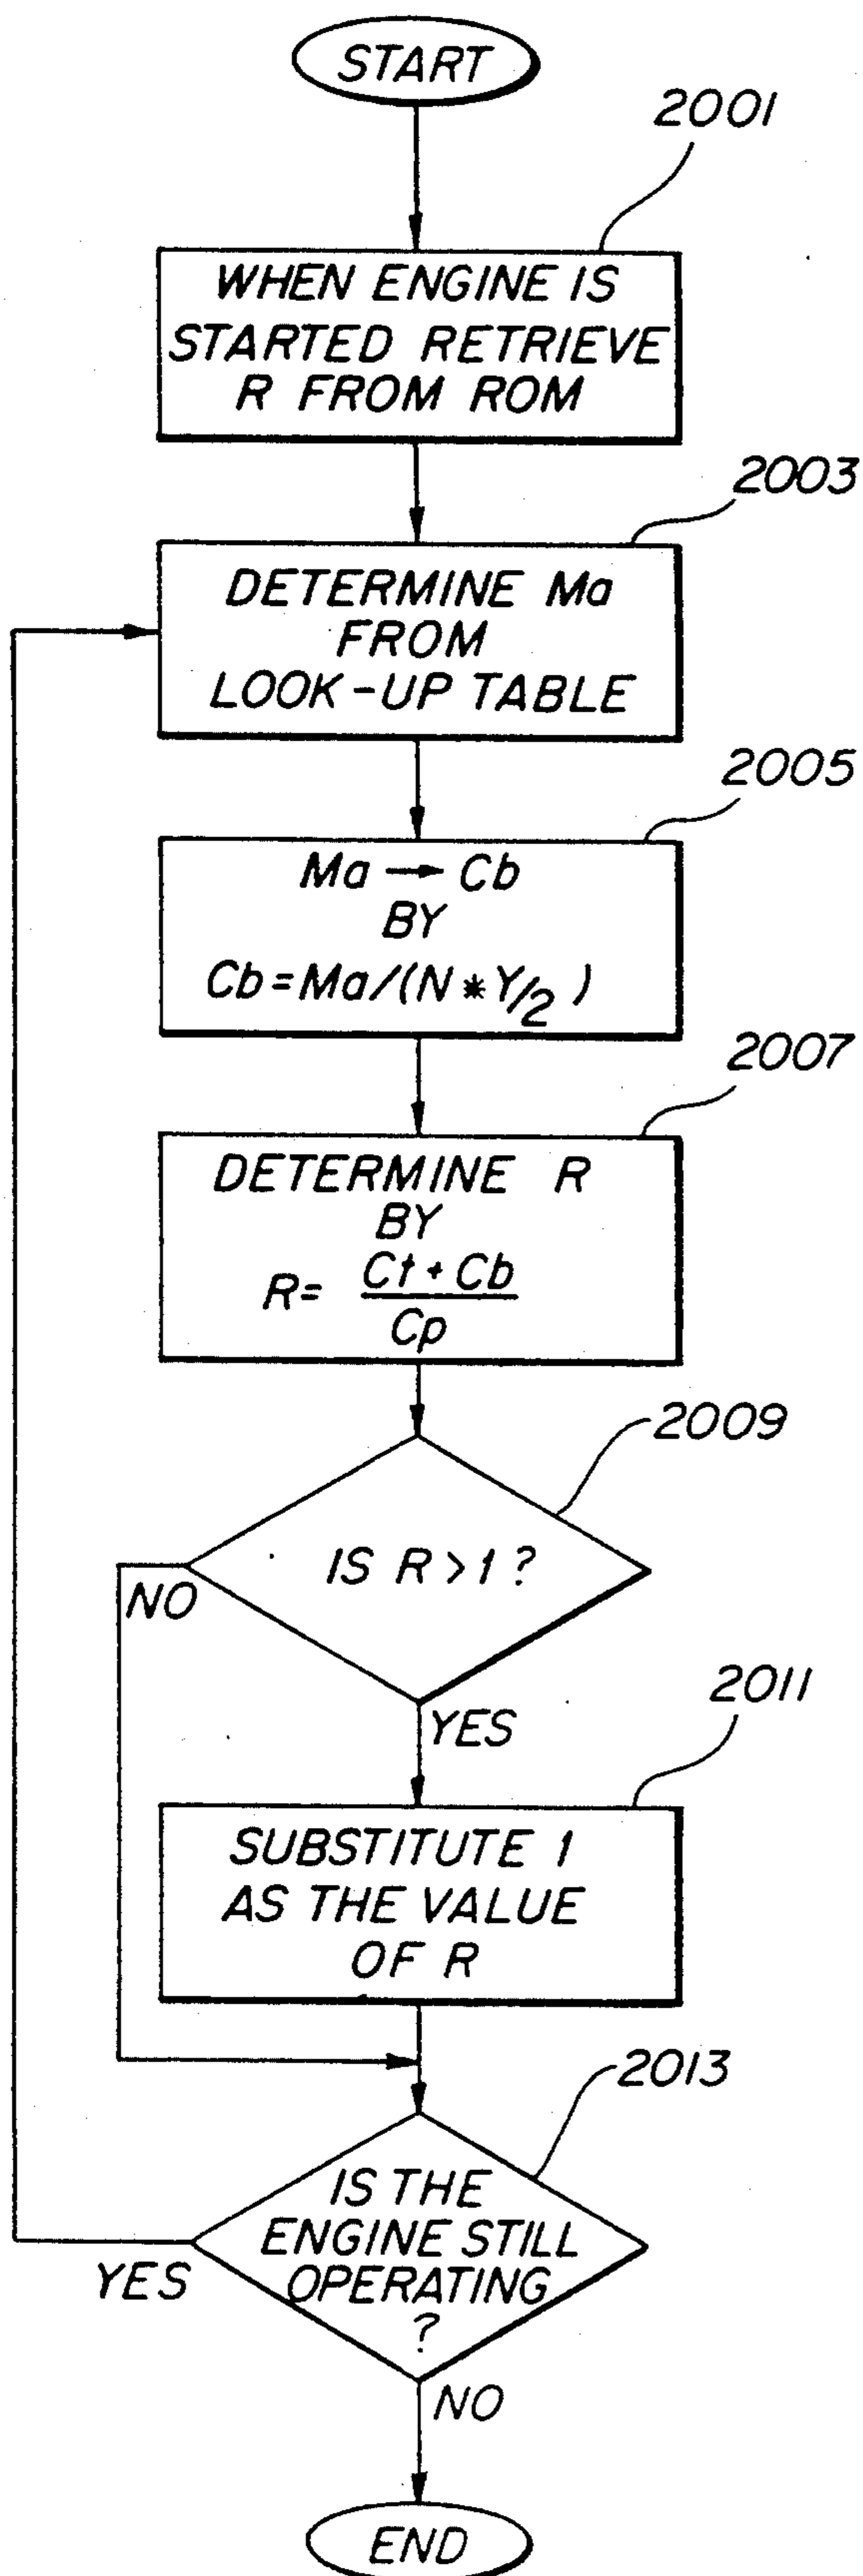 START
2001
WHEN ENGINE IS
STARTED RETRIEVE
R FROM ROM
2003
DETERMINE Ma
FROM
LOOK-UP TABLE
2005
Ma → Cb
BY
Cb=Ma/(N*Y/2)
2007
DETERMINE R
BY
R= Ct + Cb
Cp
2009
IS R>1?
NO
YES
2011
SUBSTITUTE 1
AS THE VALUE
OF R
2013
IS THE
ENGINE STILL
OPERATING
?
YES
NO
END